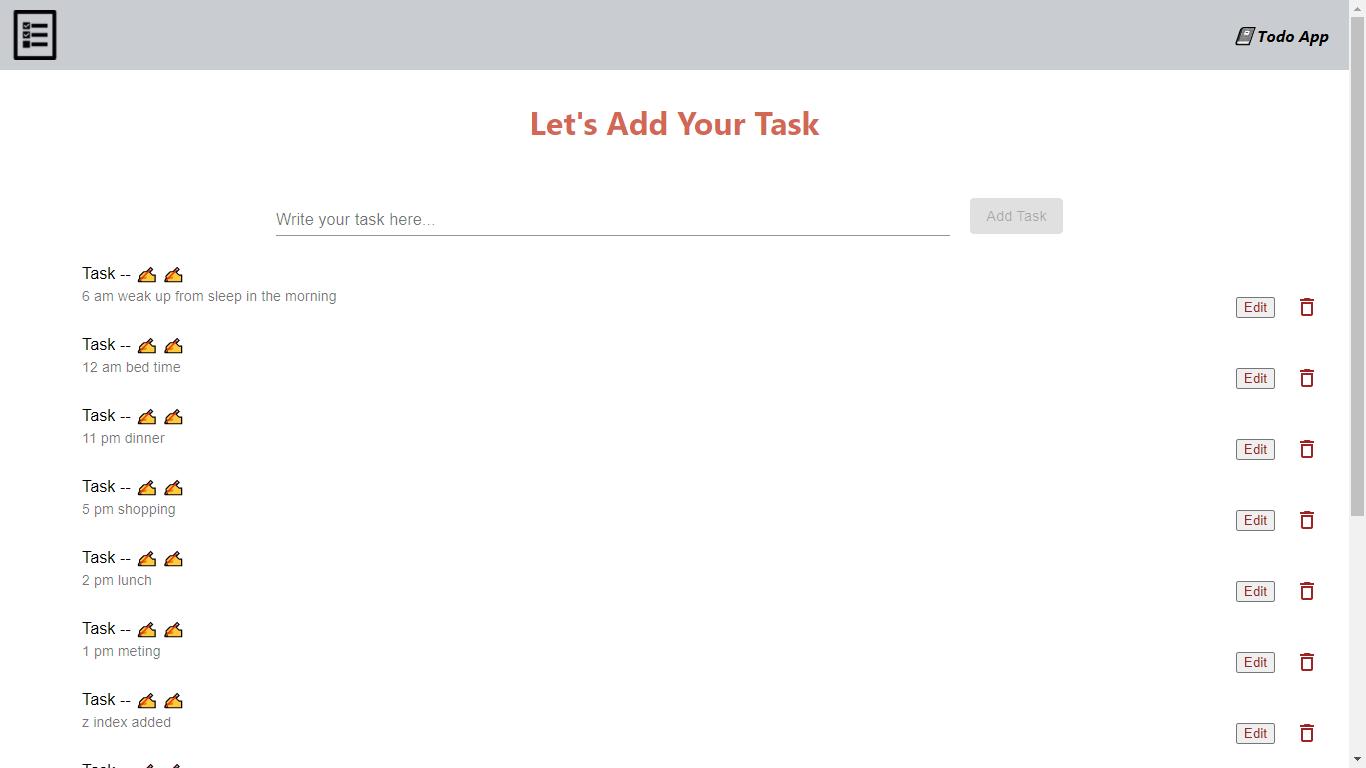 Todo App
Let's Add Your Task
Write your task here...
Add Task
Task -- ✍ ✍
6 am weak up from sleep in the morning
Edit
Task -- ✍ ✍
12 am bed time
Edit
Task -- ✍ ✍
11 pm dinner
Edit
Task -- ✍ ✍
5 pm shopping
Edit
Task -- ✍ ✍
2 pm lunch
Edit
Task -- ✍ ✍
1 pm meting
Edit
Task -- ✍ ✍
z index added
Edit